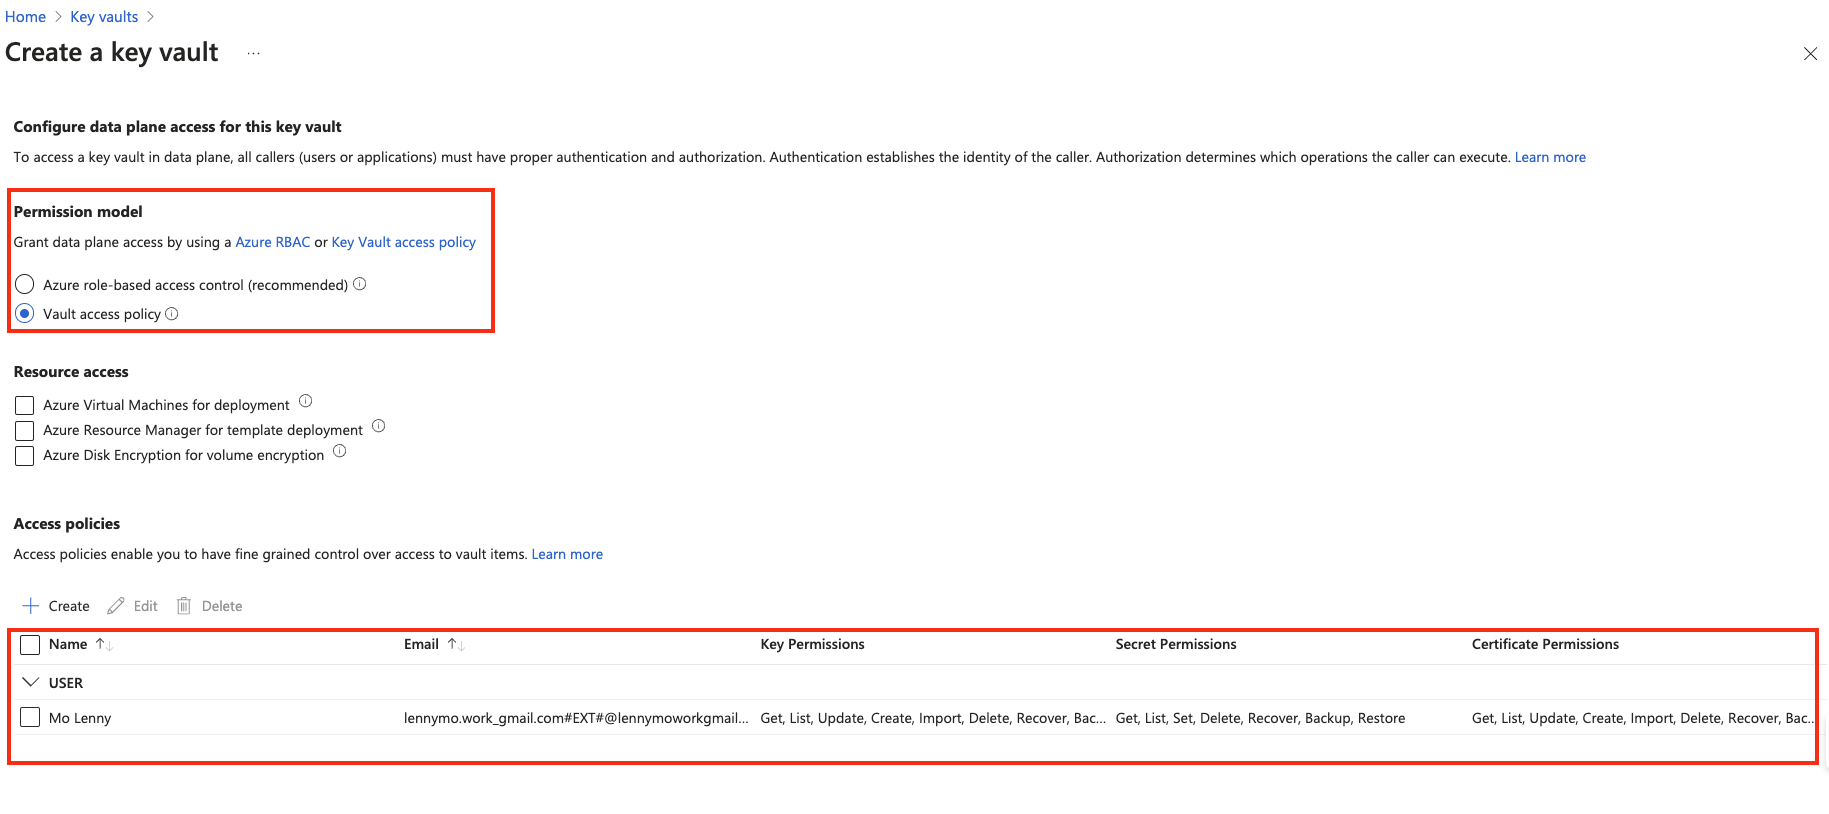 Home > Key vaults >
Create a key vault ...
Configure data plane access for this key vault
To access a key vault in data plane, all callers (users or applications) must have proper authentication and authorization. Authentication establishes the identity of the caller. Authorization determines which operations the caller can execute. Learn more
Permission model
Grant data plane access by using a Azure RBAC or Key Vault access policy
Azure role-based access control (recommended)
Vault access policy
Resource access
Azure Virtual Machines for deployment
Azure Resource Manager for template deployment
Azure Disk Encryption for volume encryption
Access policies
Access policies enable you to have fine grained control over access to vault items. Learn more
Create Edit Delete
Name Email Key Permissions Secret Permissions Certificate Permissions
USER
Mo Lenny lennymo.work_gmail.com#EXT#@lennymoworkgmail... Get, List, Update, Create, Import, Delete, Recover, Bac... Get, List, Set, Delete, Recover, Backup, Restore Get, List, Update, Create, Import, Delete, Recover, Bac...